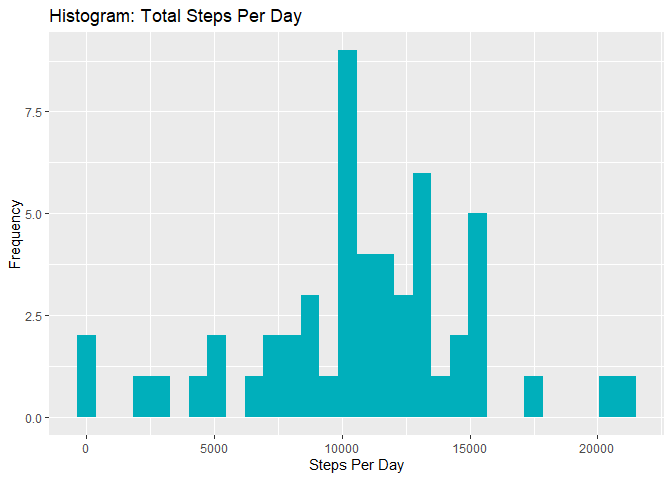 Histogram: Total Steps Per Day
Frequency
7.5
5.0
2.5
0.0
0 5000 10000 15000 20000
Steps Per Day